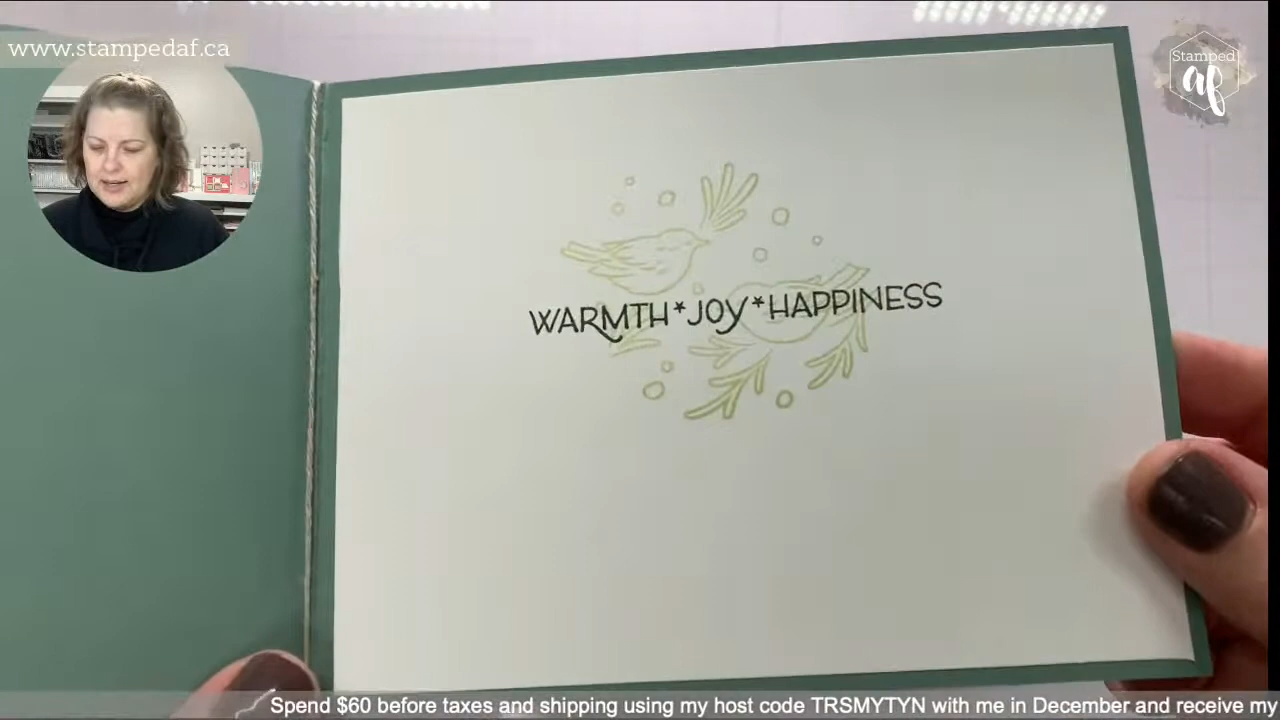 www.stampedaf.ca
Stamped
af
WARMTH*JOY*HAPPINESS
Spend $60 before taxes and shipping using my host code TRSMYTYN with me in December and receive my